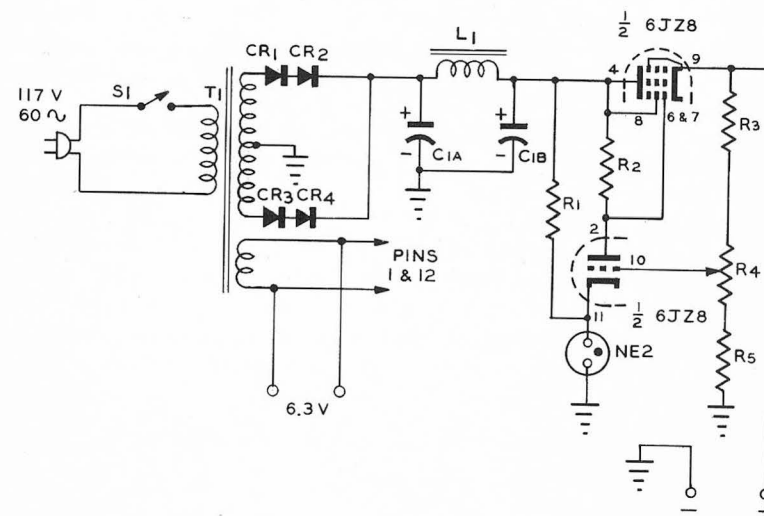 117 V
60 ~
S1
T1
CR1 CR2
CR3 CR4
L1
+
-
C1A
+
-
C1B
1/2 6JZ8
4
9
8
6 & 7
R1
R2
R3
2
10
R4
11
1/2 6JZ8
NE2
R5
PINS
1 & 12
6.3 V